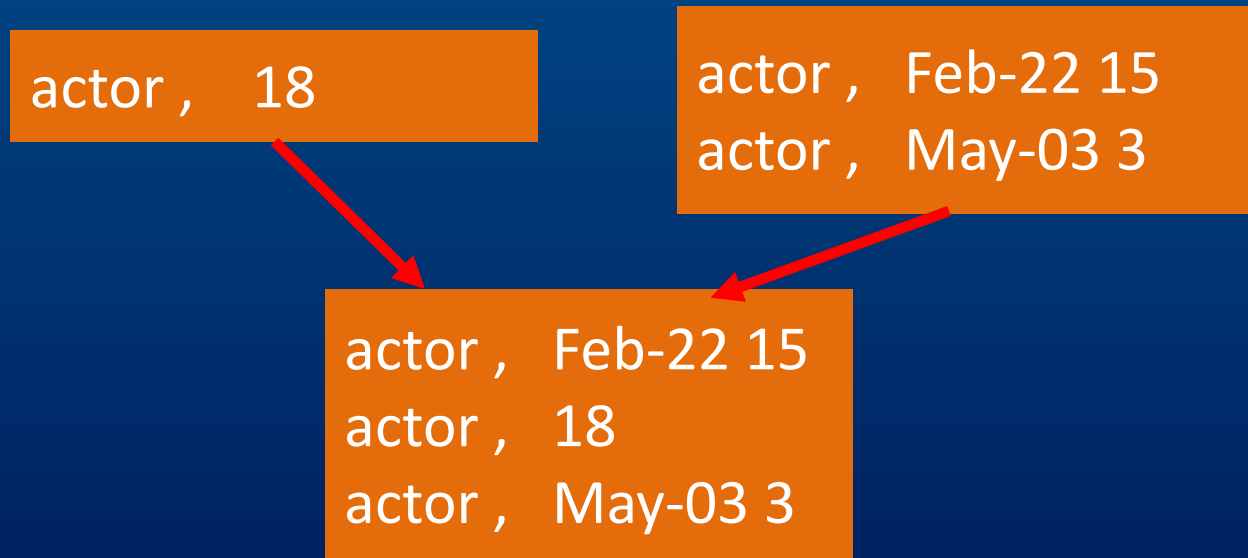 actor , 18
actor , Feb-22 15
actor , May-03 3
actor , Feb-22 15
actor , 18
actor , May-03 3